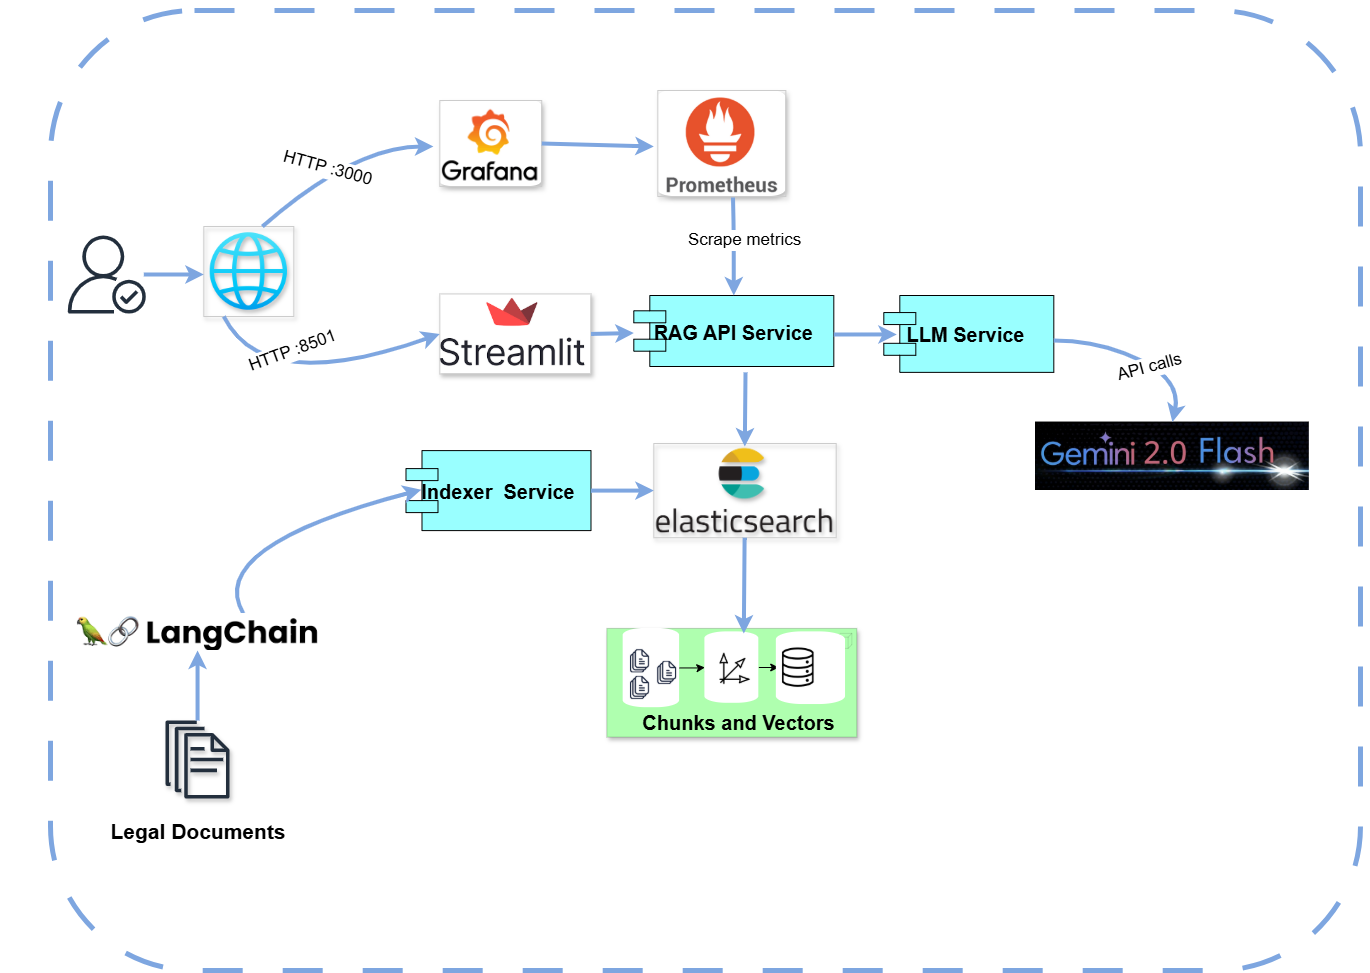 HTTP :3000
Grafana
Prometheus
Scrape metrics
HTTP :8501
Streamlit
RAG API Service
LLM Service
API calls
Gemini 2.0 Flash
Indexer Service
elasticsearch
LangChain
Chunks and Vectors
Legal Documents